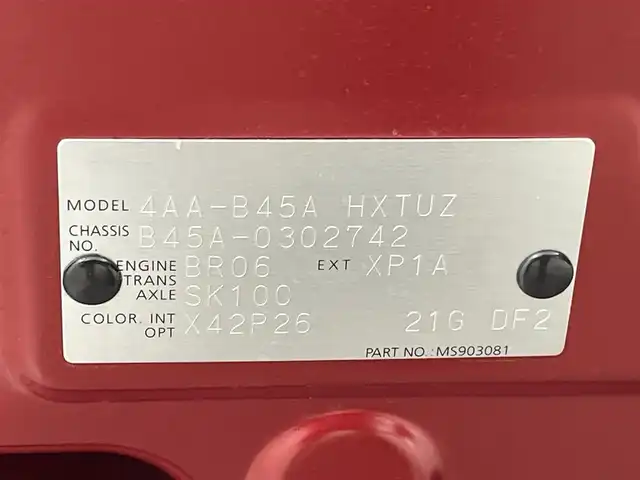 MODEL 4AA-B45A HXTUZ
CHASSIS NO. B45A-0302742
ENGINE BR06 EXT XP1A
TRANS AXLE SK10C
COLOR. INT OPT X42P26 21G DF2
PART NO.: MS903081